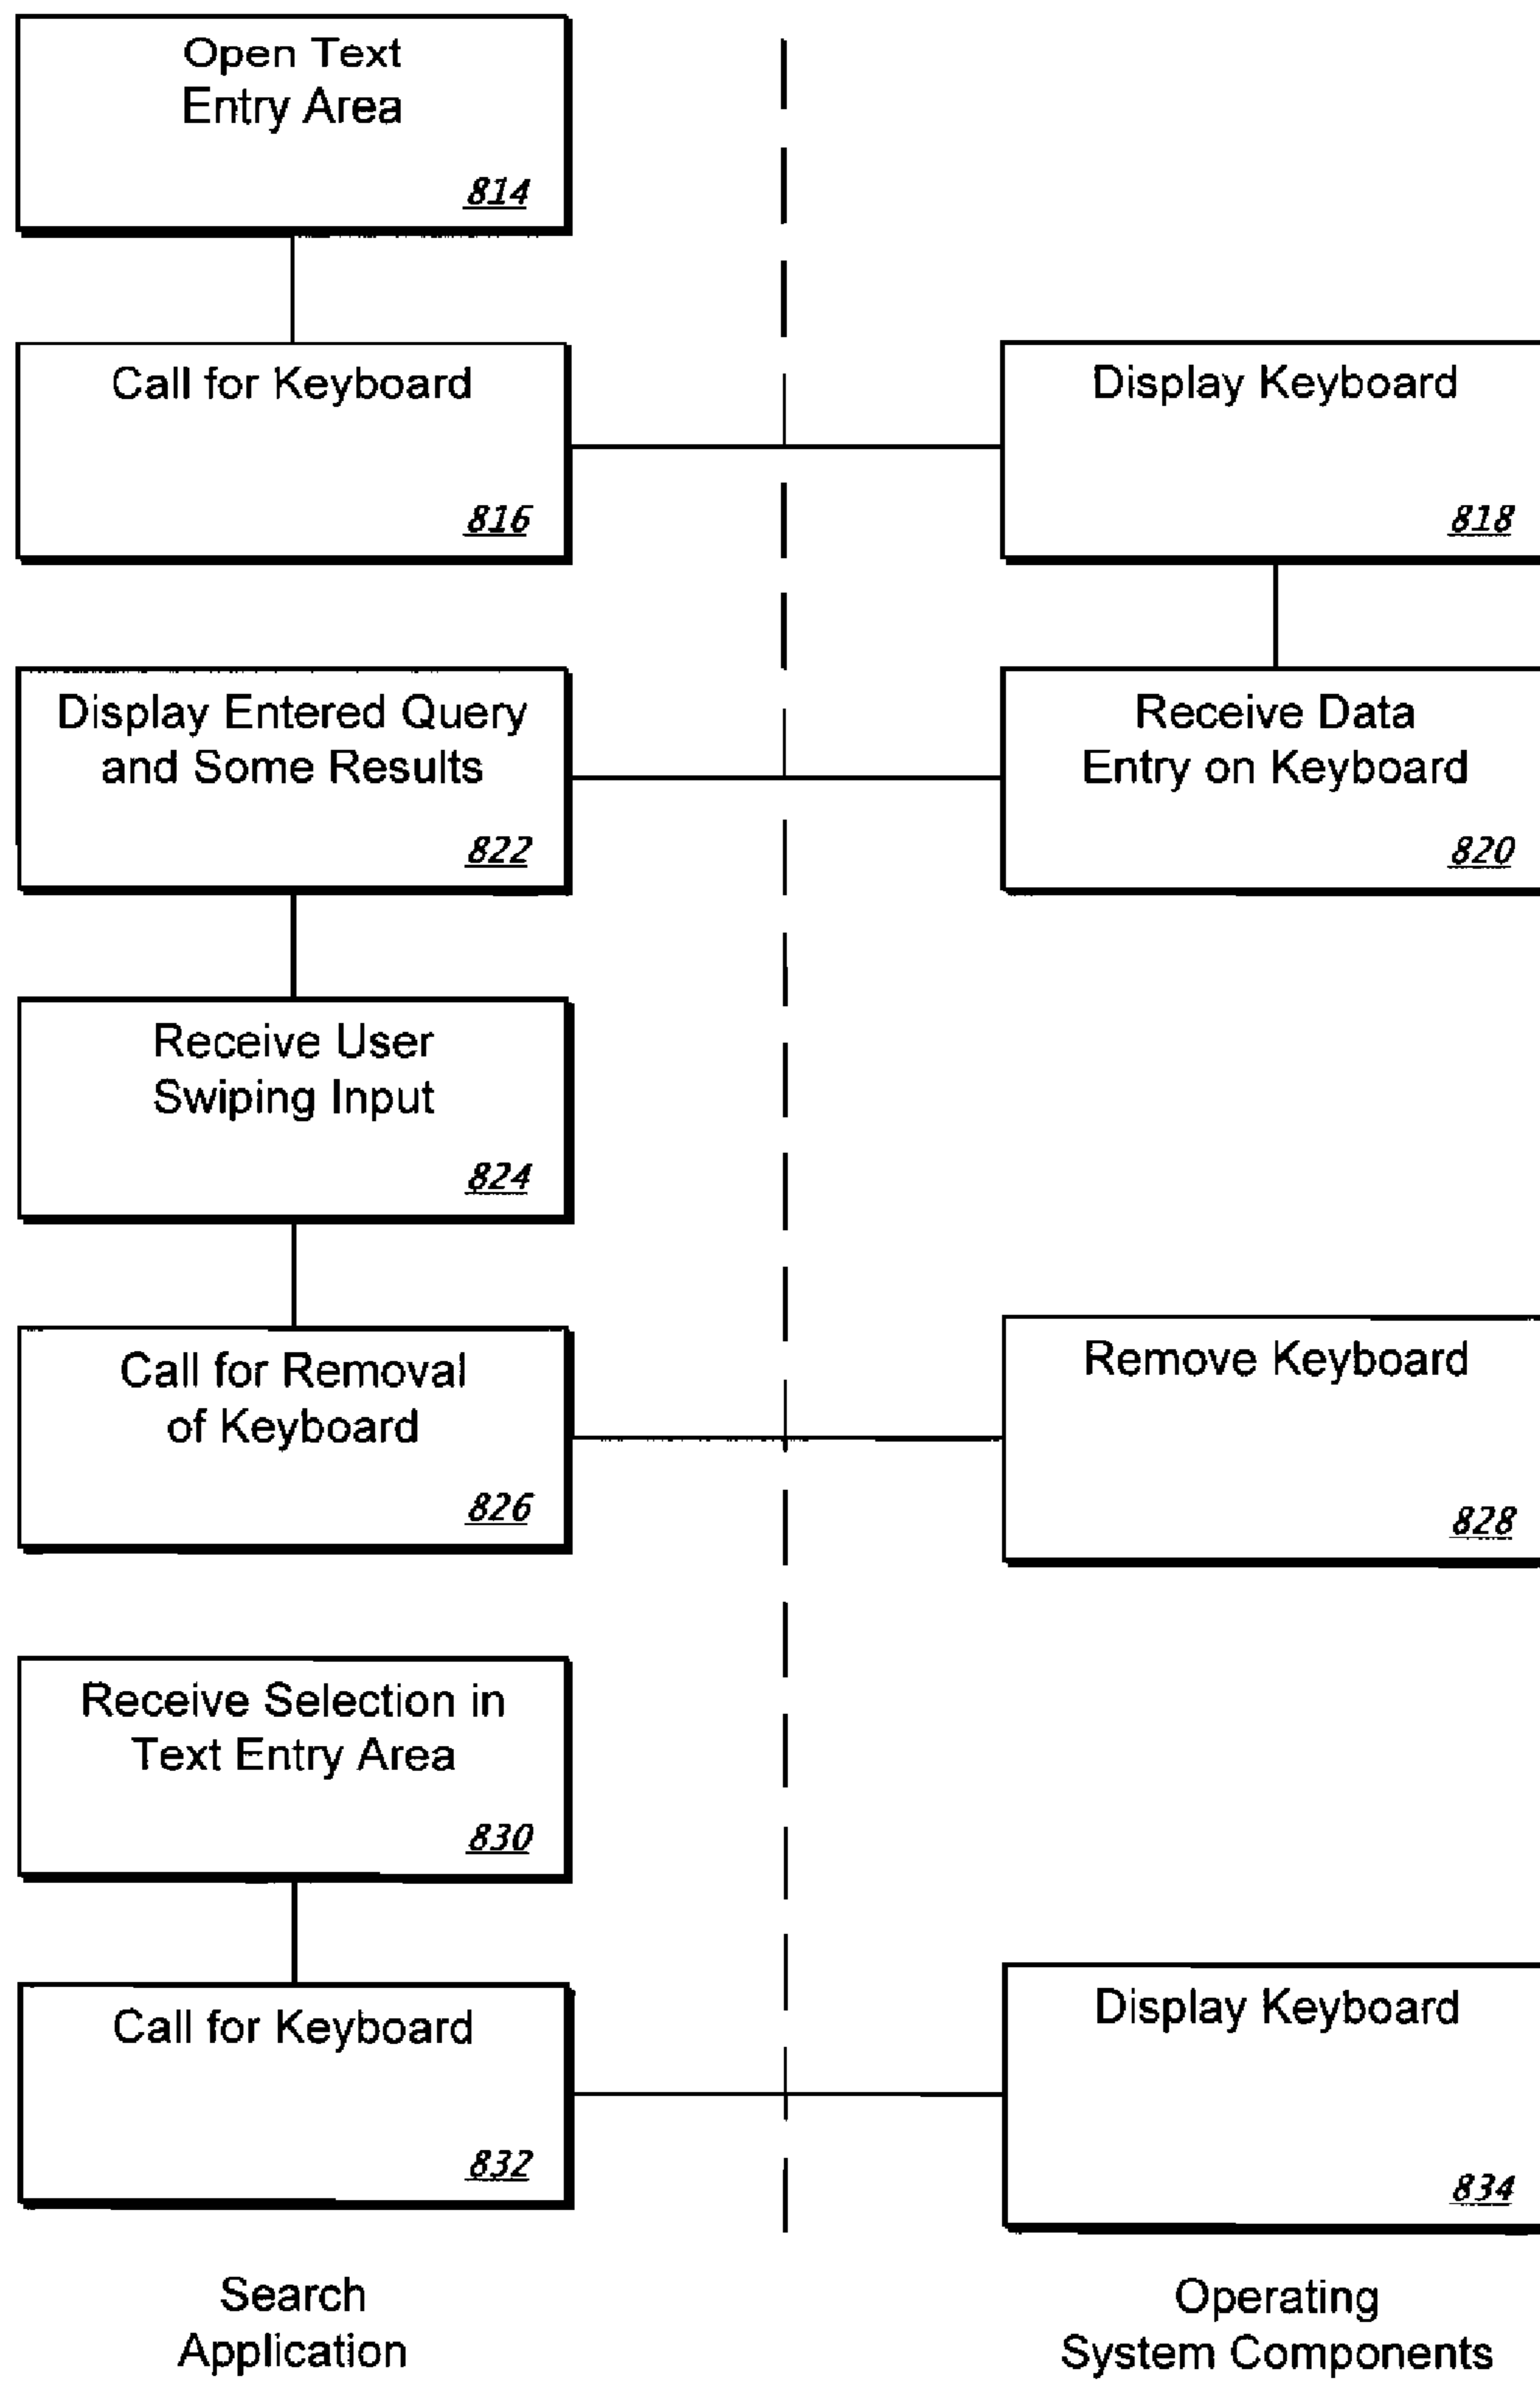 Open Text
Entry Area
814
Call for Keyboard
816
Display Keyboard
818
Display Entered Query
and Some Results
822
Receive Data
Entry on Keyboard
820
Receive User
Swiping Input
824
Call for Removal
of Keyboard
826
Remove Keyboard
828
Receive Selection in
Text Entry Area
830
Call for Keyboard
832
Display Keyboard
834
Search
Application
Operating
System Components